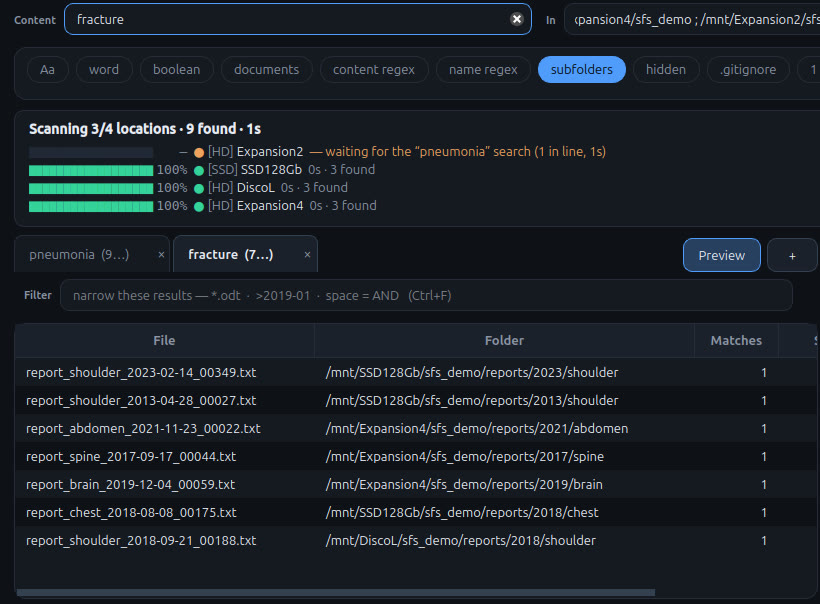 Content fracture In xpansion4/sfs_demo ; /mnt/Expansion2/sfs
Aa word boolean documents content regex name regex subfolders hidden .gitignore 1
Scanning 3/4 locations · 9 found · 1s
— [HD] Expansion2 — waiting for the “pneumonia” search (1 in line, 1s)
100% [SSD] SSD128Gb 0s · 3 found
100% [HD] DiscoL 0s · 3 found
100% [HD] Expansion4 0s · 3 found
pneumonia (9…) × fracture (7…) × Preview +
Filter narrow these results — *.odt · >2019-01 · space = AND (Ctrl+F)
File Folder Matches
report_shoulder_2023-02-14_00349.txt /mnt/SSD128Gb/sfs_demo/reports/2023/shoulder 1
report_shoulder_2013-04-28_00027.txt /mnt/SSD128Gb/sfs_demo/reports/2013/shoulder 1
report_abdomen_2021-11-23_00022.txt /mnt/Expansion4/sfs_demo/reports/2021/abdomen 1
report_spine_2017-09-17_00044.txt /mnt/Expansion4/sfs_demo/reports/2017/spine 1
report_brain_2019-12-04_00059.txt /mnt/Expansion4/sfs_demo/reports/2019/brain 1
report_chest_2018-08-08_00175.txt /mnt/SSD128Gb/sfs_demo/reports/2018/chest 1
report_shoulder_2018-09-21_00188.txt /mnt/DiscoL/sfs_demo/reports/2018/shoulder 1